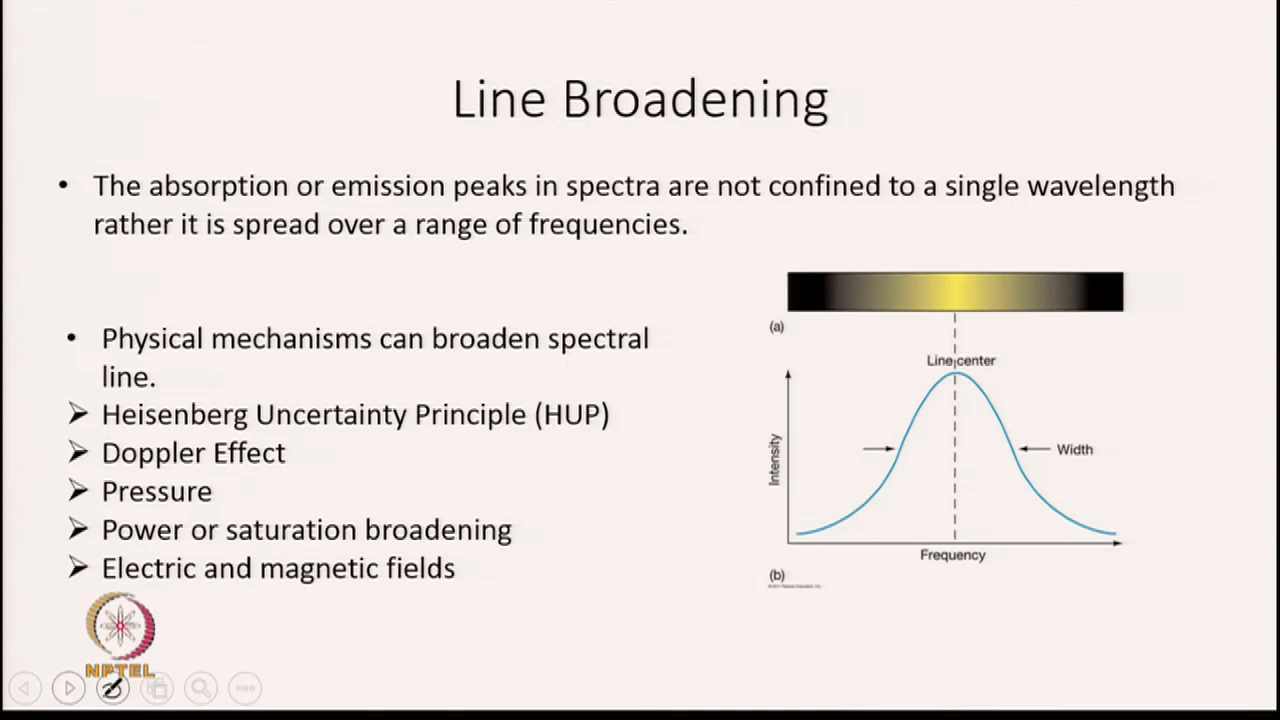 Line Broadening
• The absorption or emission peaks in spectra are not confined to a single wavelength
rather it is spread over a range of frequencies.
• Physical mechanisms can broaden spectral
line.
➢ Heisenberg Uncertainty Principle (HUP)
➢ Doppler Effect
➢ Pressure
➢ Power or saturation broadening
➢ Electric and magnetic fields
(a)
Line center
Intensity
Width
Frequency
(b)
NPTEL